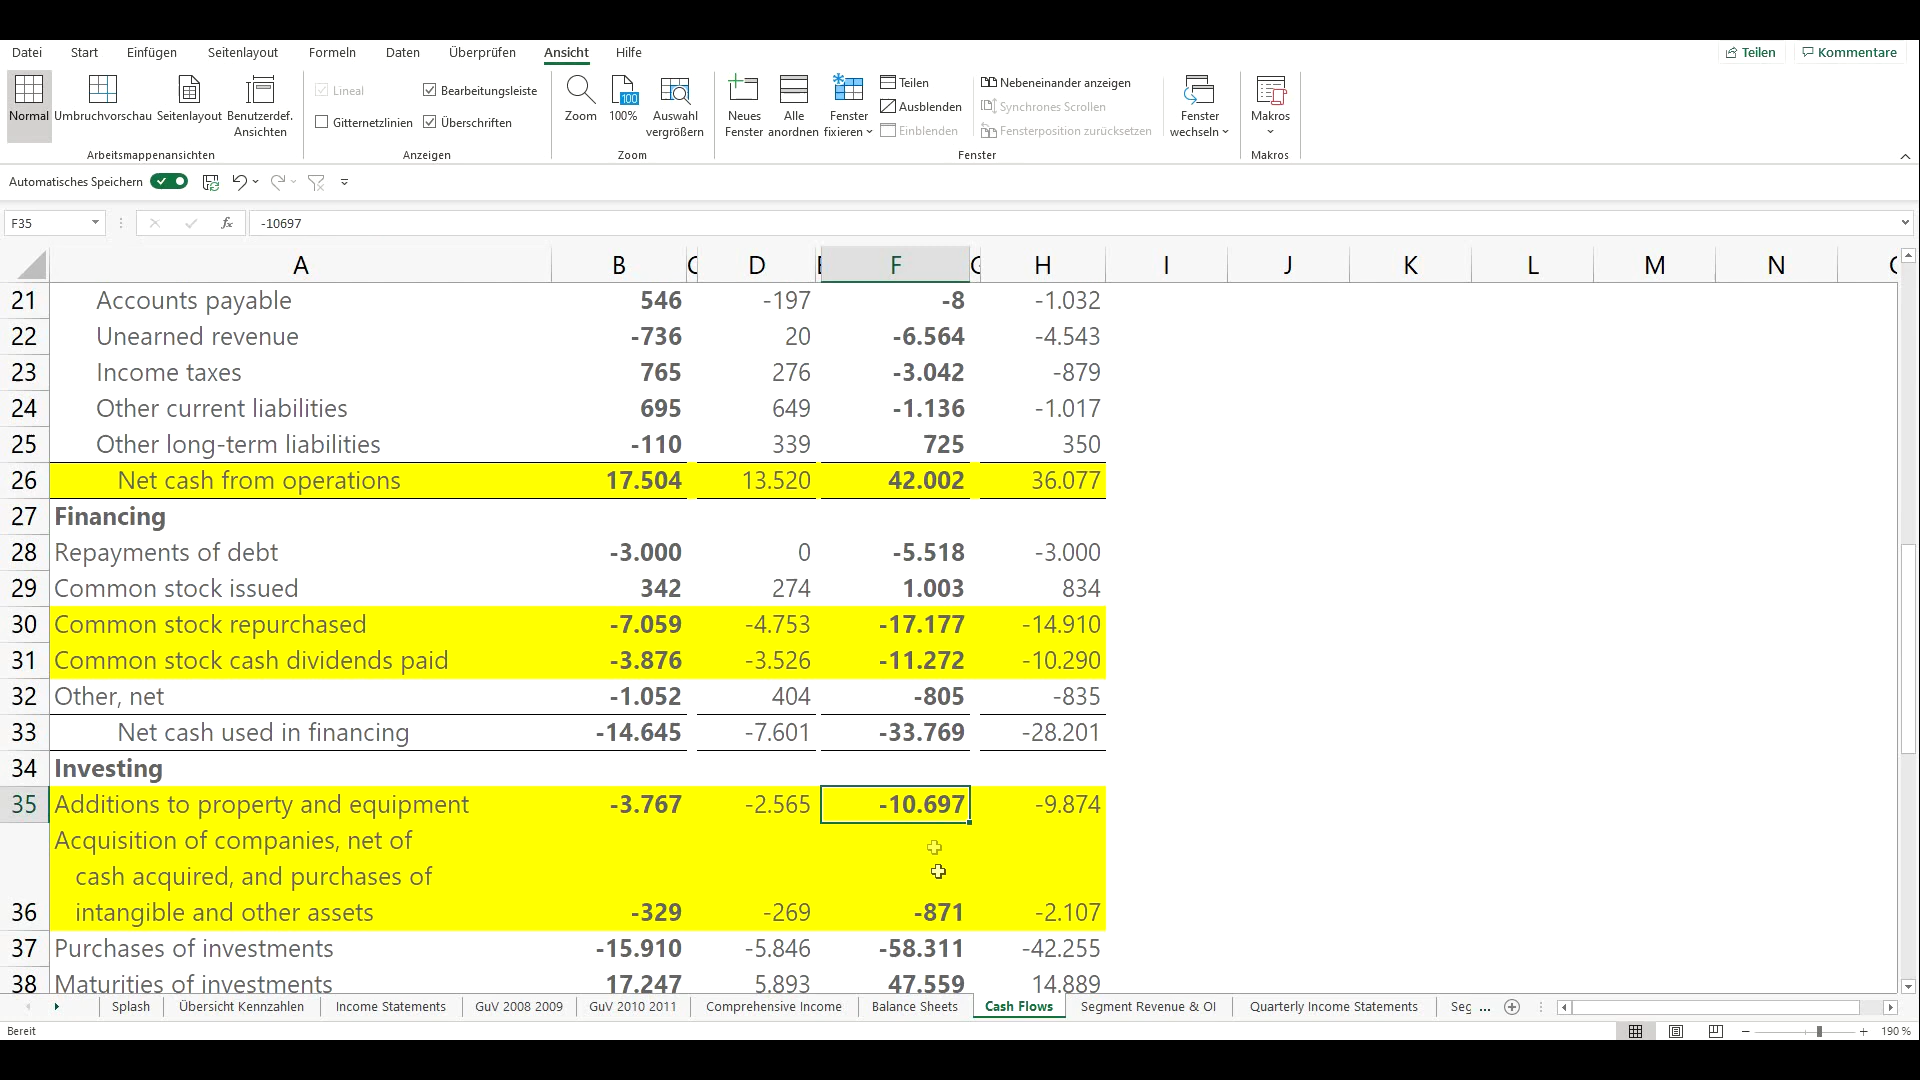 Datei Start Einfügen Seitenlayout Formeln Daten Überprüfen Ansicht Hilfe Teilen Kommentare
Normal Umbruchvorschau Seitenlayout Benutzerdef. Ansichten
Arbeitsmappenansichten
Lineal Bearbeitungsleiste
Gitternetzlinien Überschriften
Anzeigen
Zoom 100% Auswahl vergrößern
100
Zoom
Neues Fenster Alle anordnen Fenster fixieren
Teilen
Ausblenden
Einblenden
Nebeneinander anzeigen
Synchrones Scrollen
Fensterposition zurücksetzen
Fenster wechseln
Fenster
Makros
Makros
Automatisches Speichern
F35 fx -10697
A B C D E F G H I J K L M N
21 Accounts payable 546 -197 -8 -1.032
22 Unearned revenue -736 20 -6.564 -4.543
23 Income taxes 765 276 -3.042 -879
24 Other current liabilities 695 649 -1.136 -1.017
25 Other long-term liabilities -110 339 725 350
26 Net cash from operations 17.504 13.520 42.002 36.077
27 Financing
28 Repayments of debt -3.000 0 -5.518 -3.000
29 Common stock issued 342 274 1.003 834
30 Common stock repurchased -7.059 -4.753 -17.177 -14.910
31 Common stock cash dividends paid -3.876 -3.526 -11.272 -10.290
32 Other, net -1.052 404 -805 -835
33 Net cash used in financing -14.645 -7.601 -33.769 -28.201
34 Investing
35 Additions to property and equipment -3.767 -2.565 -10.697 -9.874
Acquisition of companies, net of
cash acquired, and purchases of
36 intangible and other assets -329 -269 -871 -2.107
37 Purchases of investments -15.910 -5.846 -58.311 -42.255
38 Maturities of investments 17.247 5.893 47.559 14.889
Splash Übersicht Kennzahlen Income Statements GuV 2008 2009 GuV 2010 2011 Comprehensive Income Balance Sheets Cash Flows Segment Revenue & OI Quarterly Income Statements Seg ...
Bereit 190 %